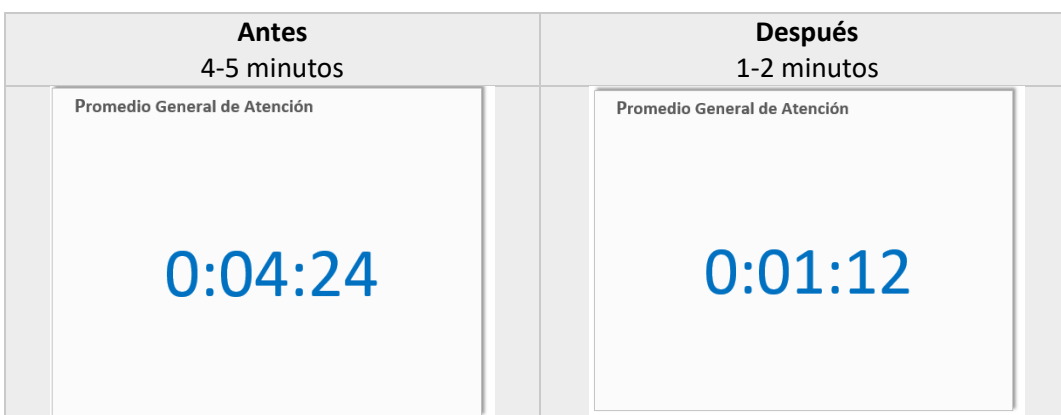 Antes
4-5 minutos
Después
1-2 minutos
Promedio General de Atención
0:04:24
Promedio General de Atención
0:01:12